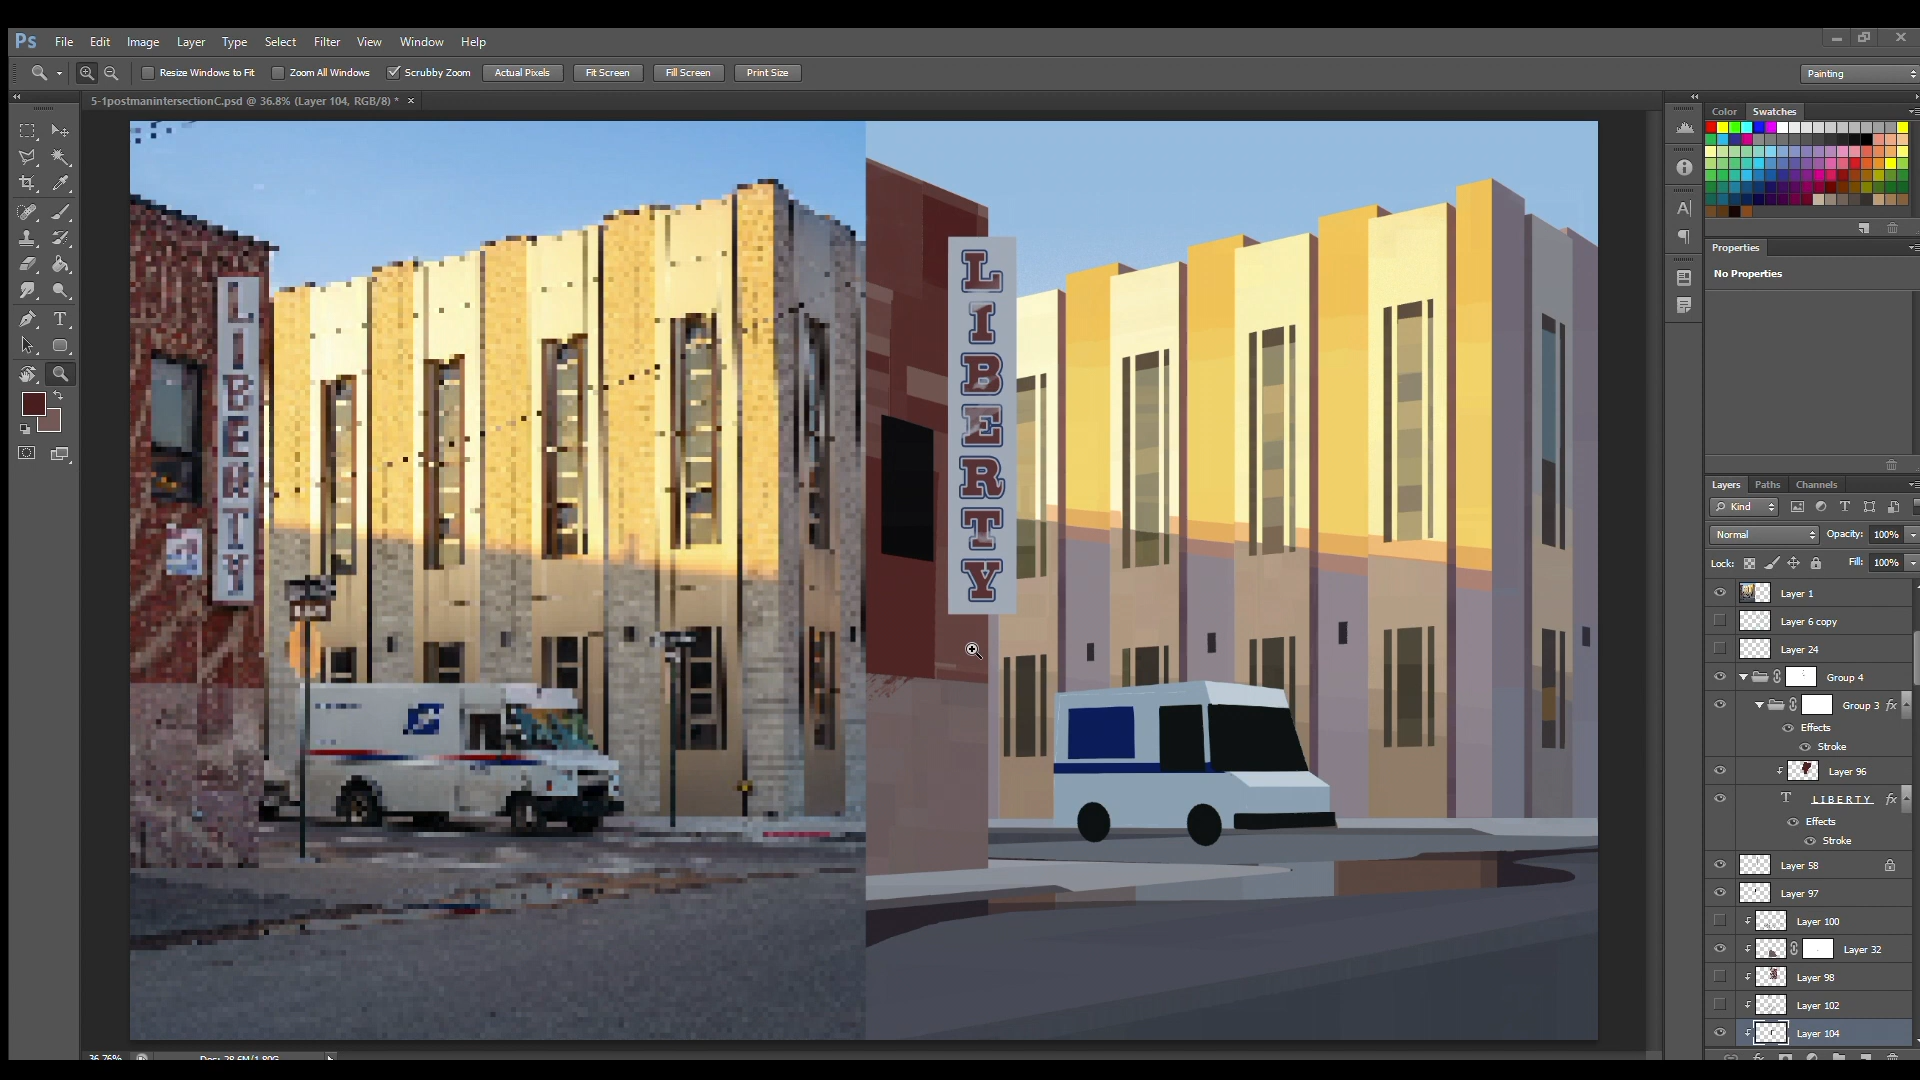 Ps File Edit Image Layer Type Select Filter View Window Help
Resize Windows to Fit Zoom All Windows Scrubby Zoom Actual Pixels Fit Screen Fill Screen Print Size Painting
5-1postmanintersectionC.psd @ 36.8% (Layer 104, RGB/8) * ×
Color Swatches
Properties
No Properties
Layers Paths Channels
Kind
Normal Opacity: 100%
Lock: Fill: 100%
Layer 1
Layer 6 copy
Layer 24
Group 4
Group 3 fx
Effects
Stroke
Layer 96
T LIBERTY fx
Effects
Stroke
Layer 58
Layer 97
Layer 100
Layer 32
Layer 98
Layer 102
Layer 104
LIBERTY
LIBERTY
36.76%